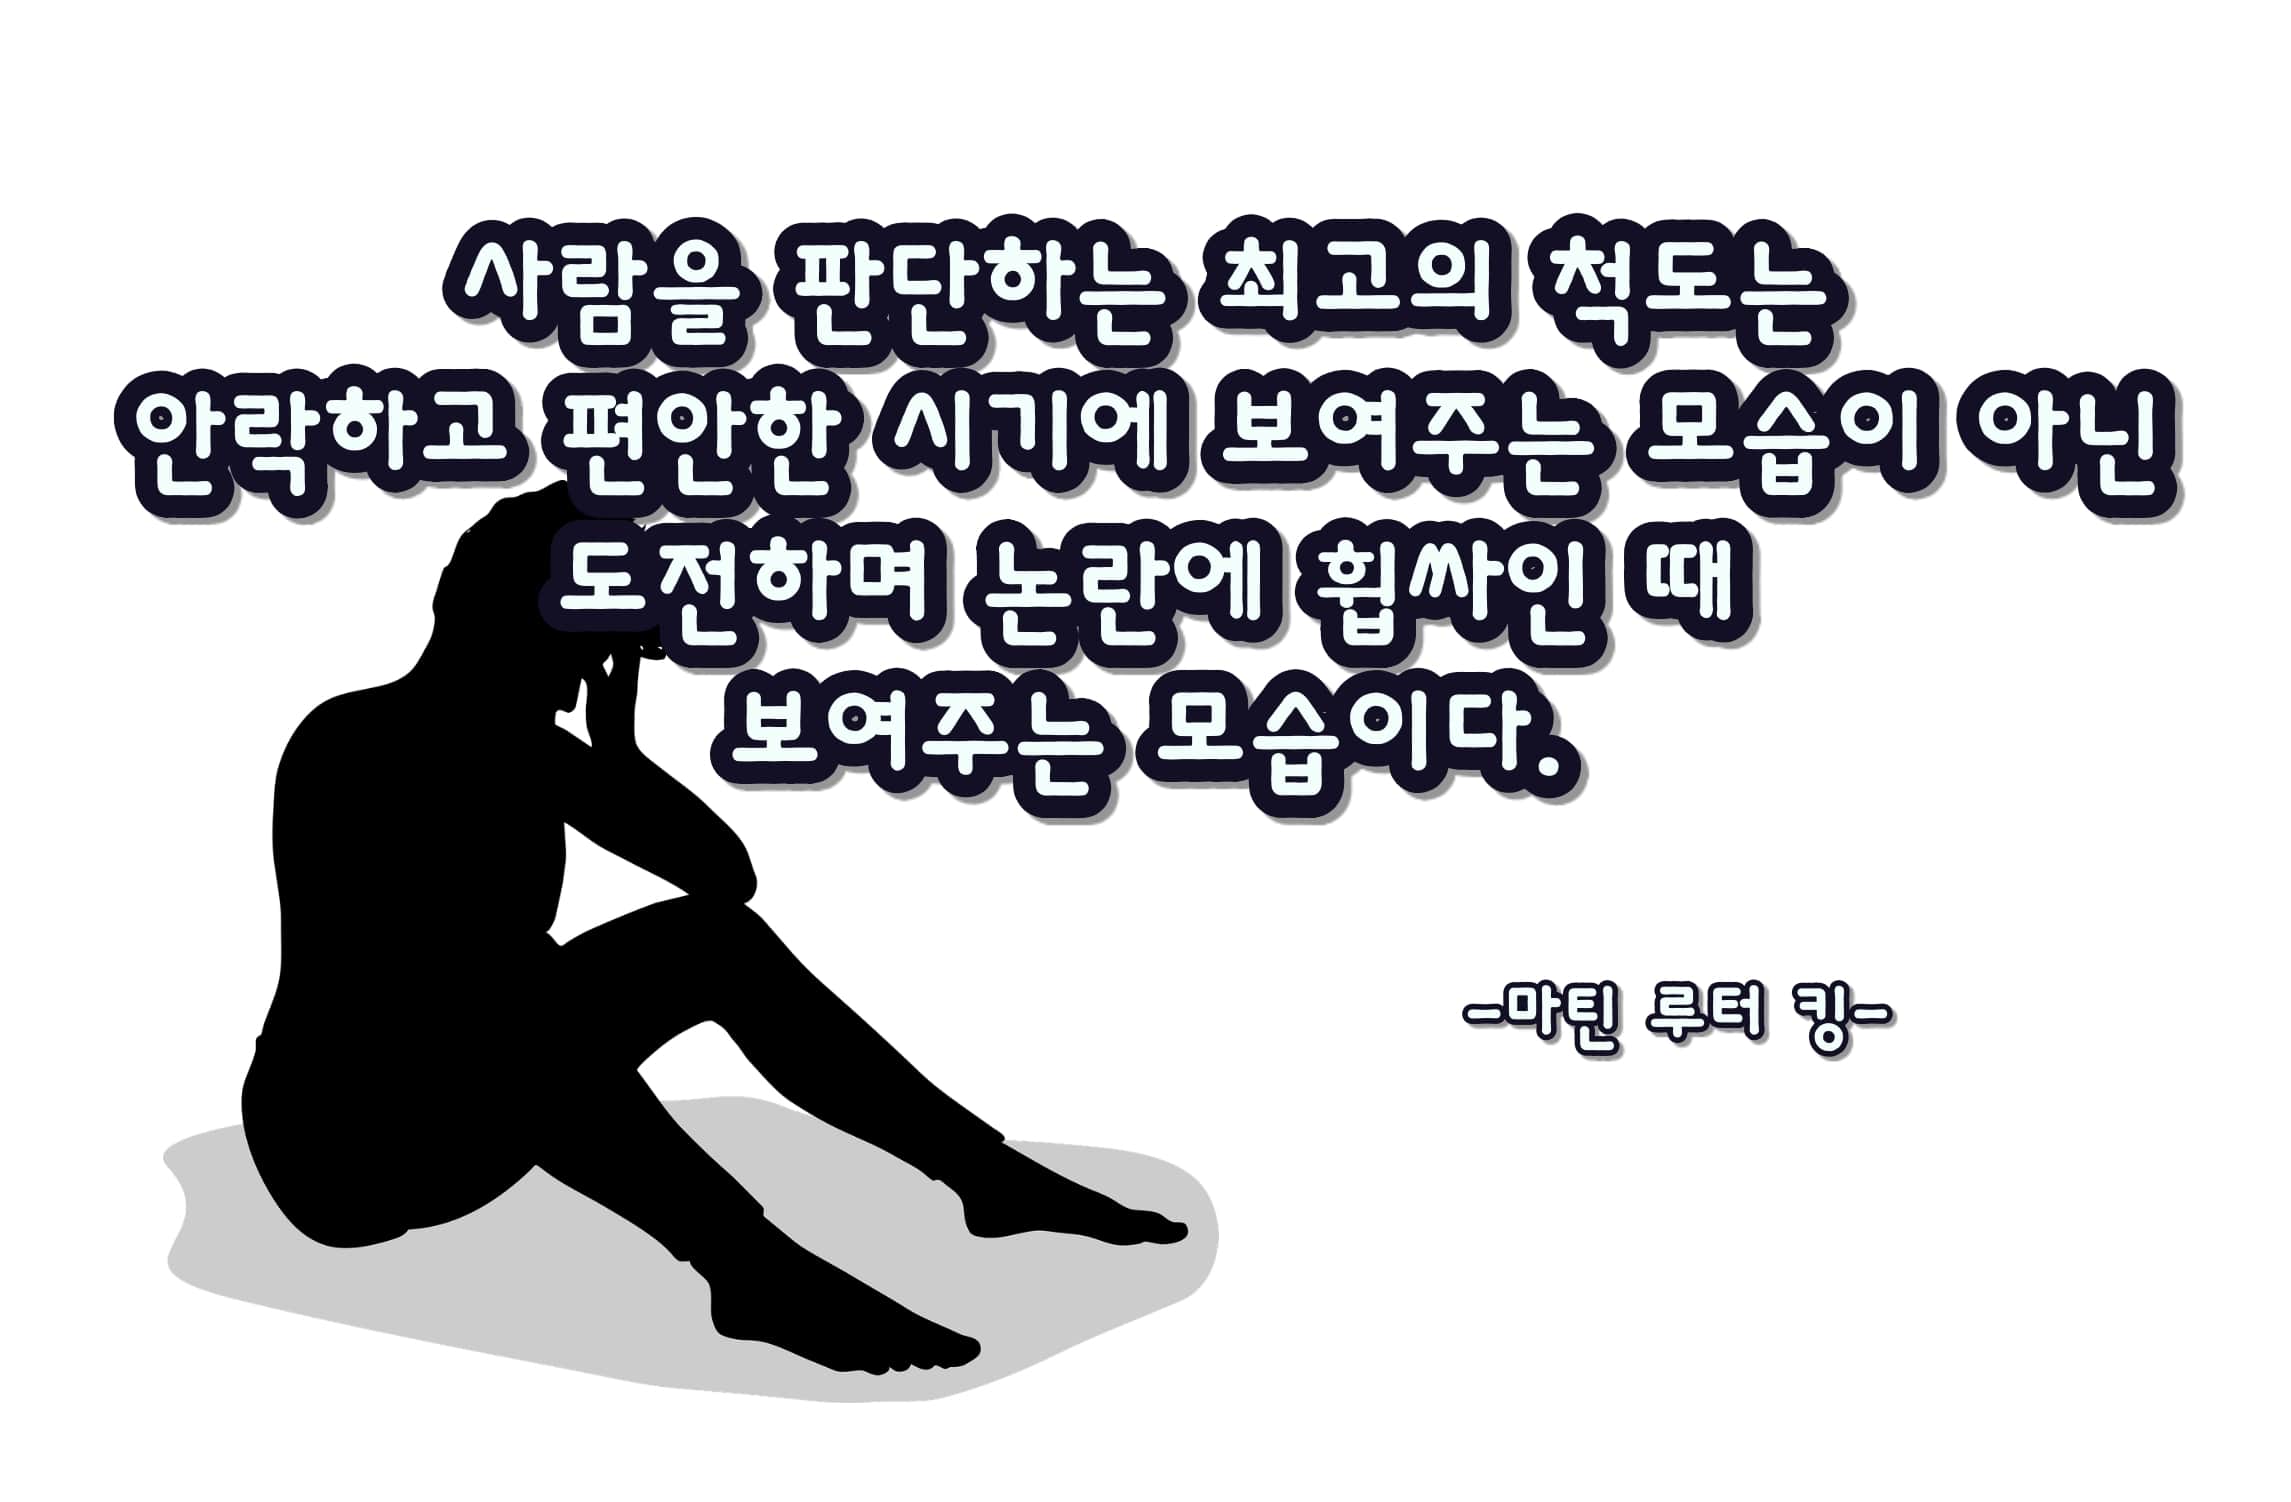 사람을 판단하는 최고의 척도는
안락하고 편안한 시기에 보여주는 모습이 아닌
도전하며 논란에 휩싸인 때
보여주는 모습이다.
-마틴 루터 킹-